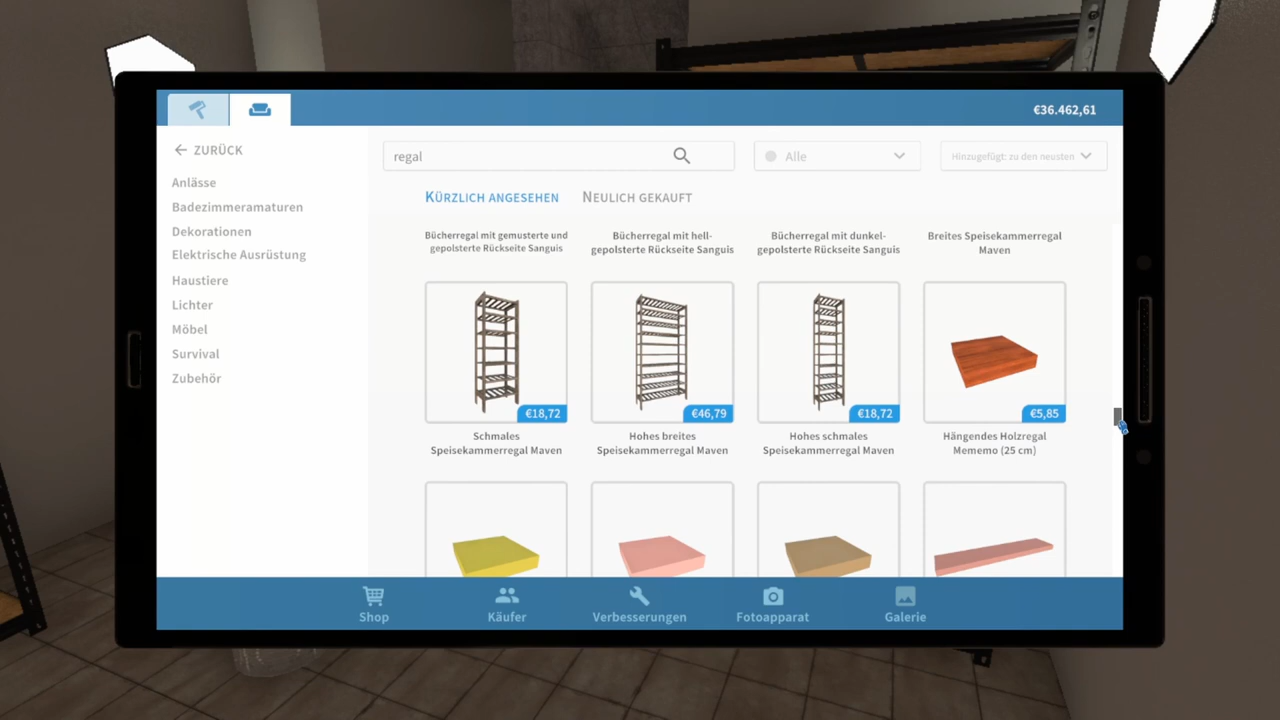 €36.462,61
ZURÜCK
Anlässe
Badezimmeramaturen
Dekorationen
Elektrische Ausrüstung
Haustiere
Lichter
Möbel
Survival
Zubehör
regal
Alle
Hinzugefügt: zu den neusten
KÜRZLICH ANGESEHEN
NEULICH GEKAUFT
Bücherregal mit gemusterte und
gepolsterte Rückseite Sanguis
Bücherregal mit hell-
gepolsterte Rückseite Sanguis
Bücherregal mit dunkel-
gepolsterte Rückseite Sanguis
Breites Speisekammerregal
Maven
€18,72
Schmales
Speisekammerregal Maven
€46,79
Hohes breites
Speisekammerregal Maven
€18,72
Hohes schmales
Speisekammerregal Maven
€5,85
Hängendes Holzregal
Mememo (25 cm)
Shop
Käufer
Verbesserungen
Fotoapparat
Galerie